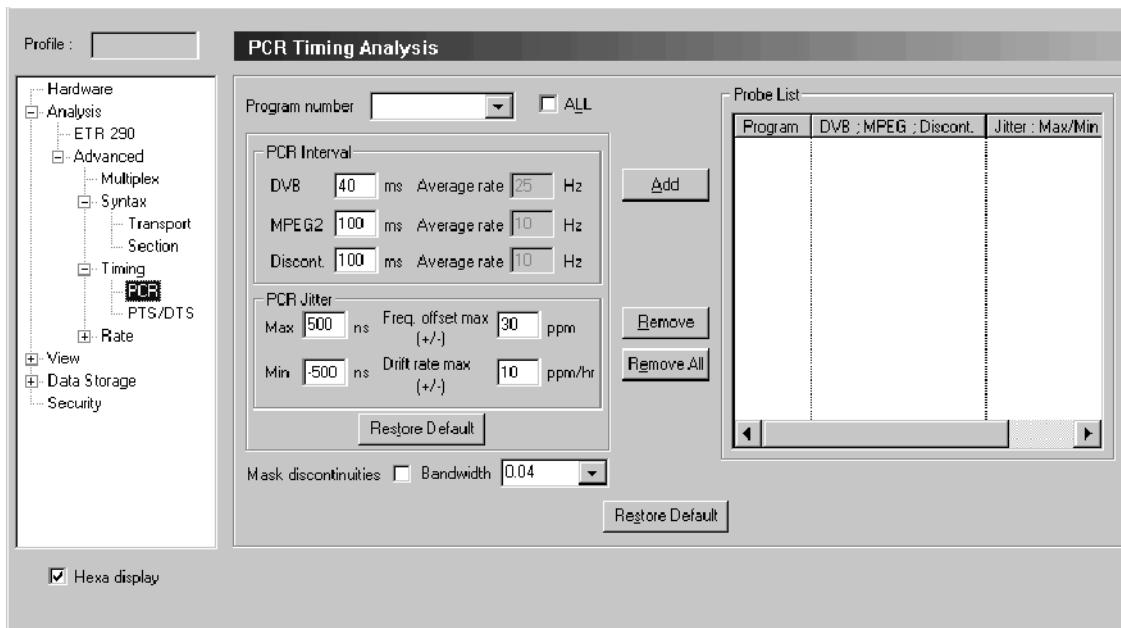 Profile :
PCR Timing Analysis
Hardware
Analysis
ETR 290
Advanced
Multiplex
Syntax
Transport
Section
Timing
PCR
PTS/DTS
Rate
View
Data Storage
Security
Hexa display
Program number
ALL
PCR Interval
DVB 40 ms Average rate 25 Hz
MPEG2 100 ms Average rate 10 Hz
Discont. 100 ms Average rate 10 Hz
PCR Jitter
Max 500 ns Freq. offset max (+/-) 30 ppm
Min -500 ns Drift rate max (+/-) 10 ppm/hr
Restore Default
Mask discontinuities Bandwidth 0.04
Add
Remove
Remove All
Probe List
Program DVB ; MPEG ; Discont. Jitter : Max/Min
Restore Default